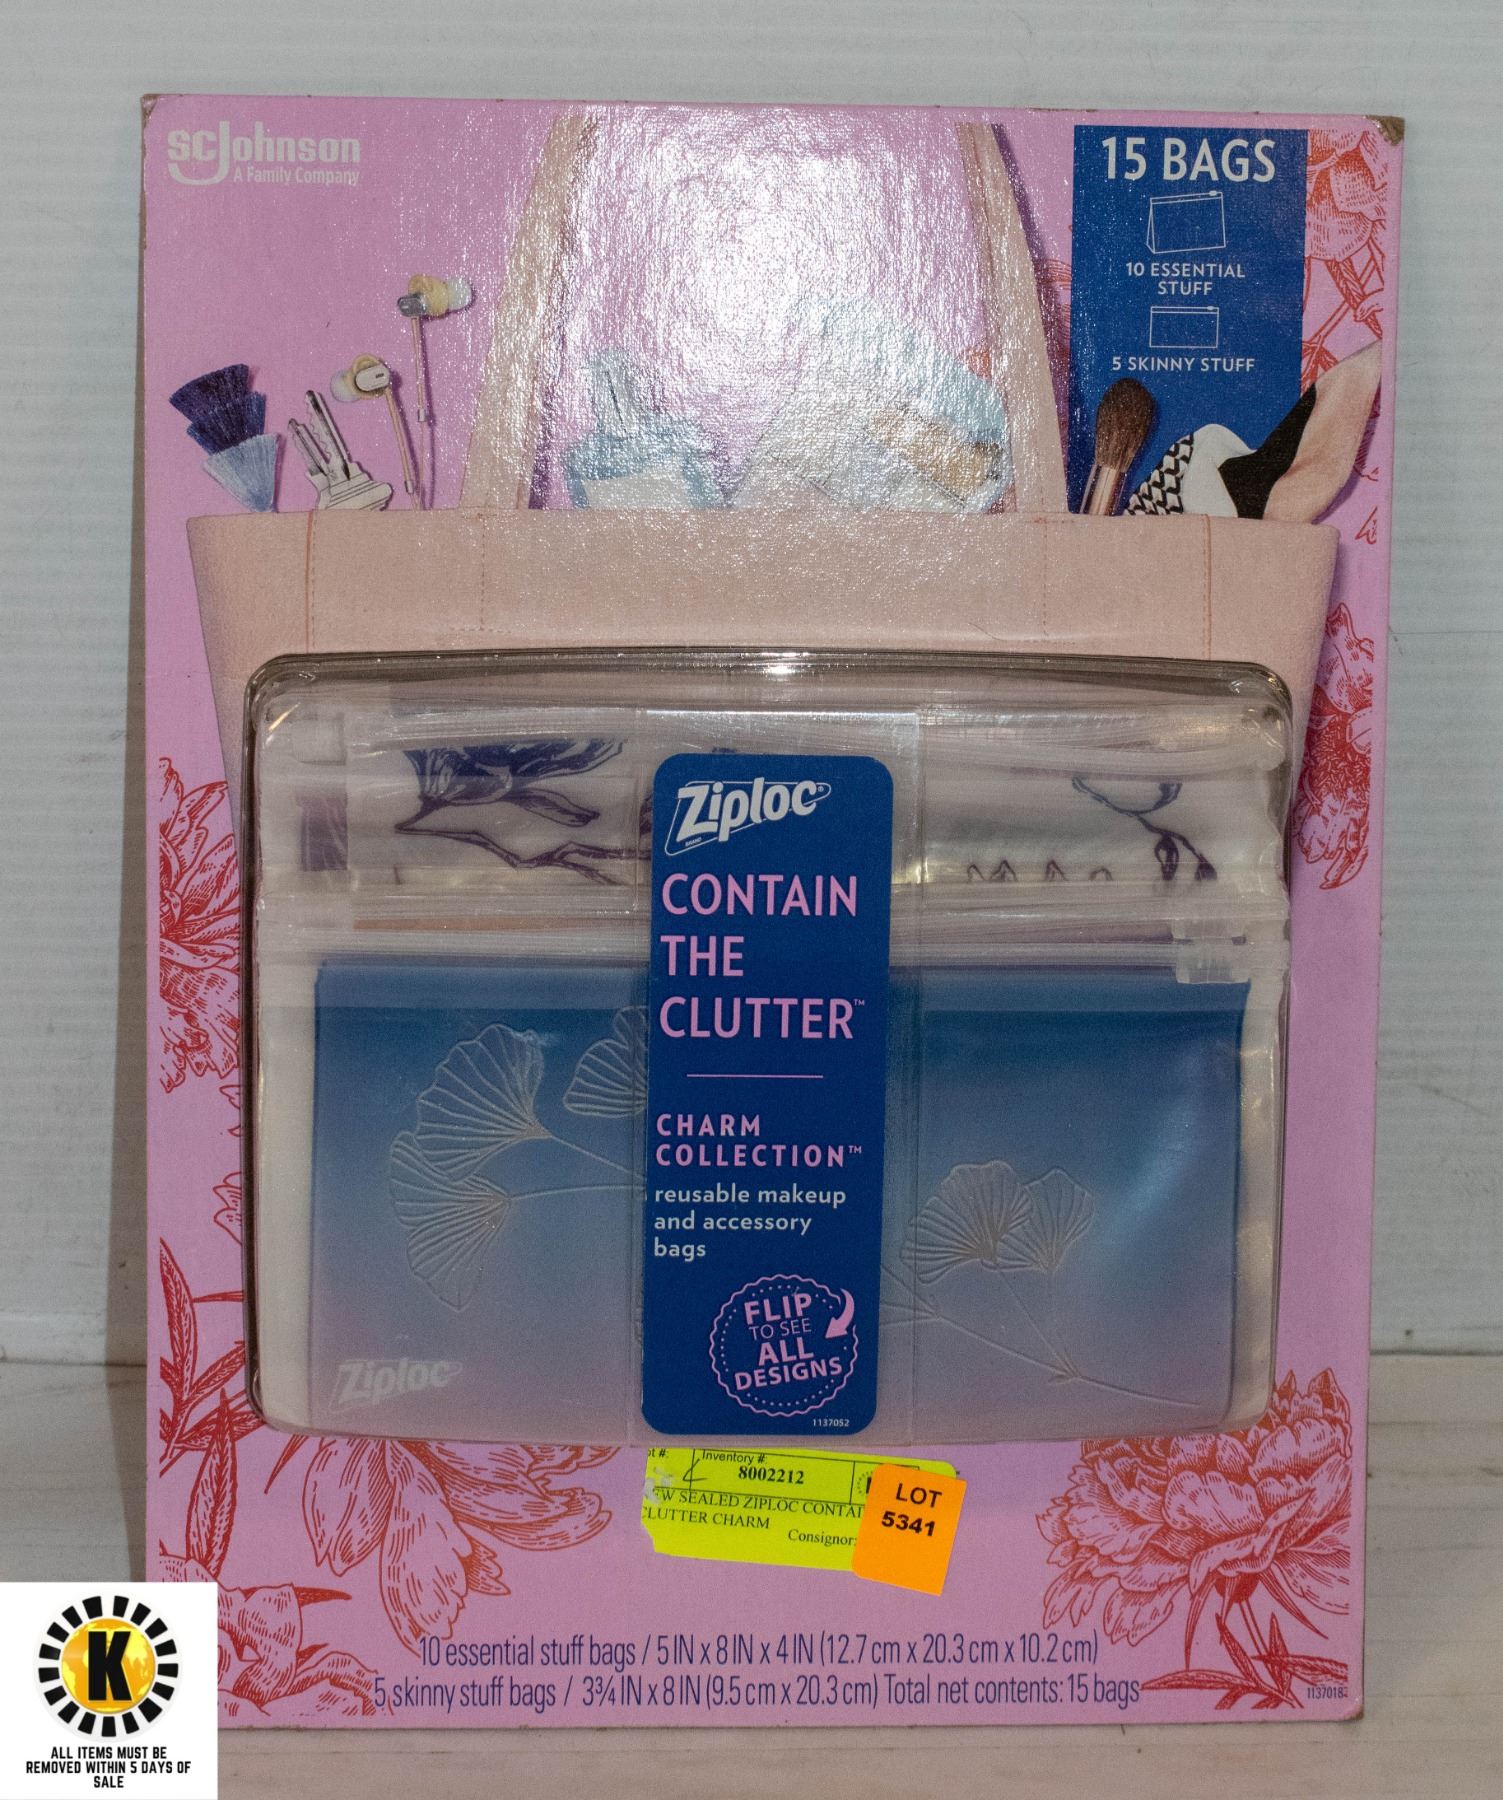 SCJohnson
A Family Company
15 BAGS
10 ESSENTIAL
STUFF
5 SKINNY STUFF
Ziploc®
BRAND
CONTAIN
THE
CLUTTER™
CHARM
COLLECTION™
reusable makeup
and accessory
bags
FLIP
TO SEE
ALL
DESIGNS
1137052
Ziploc
Inventory #:
8002212
SEALED ZIPLOC
CLUTTER CHARM
Consignor:
LOT
5341
10 essential stuff bags / 5 IN x 8 IN x 4 IN (12.7 cm x 20.3 cm x 10.2 cm)
5 skinny stuff bags / 3¾ IN x 8 IN (9.5 cm x 20.3 cm) Total net contents: 15 bags
K
ALL ITEMS MUST BE
REMOVED WITHIN 5 DAYS OF
SALE